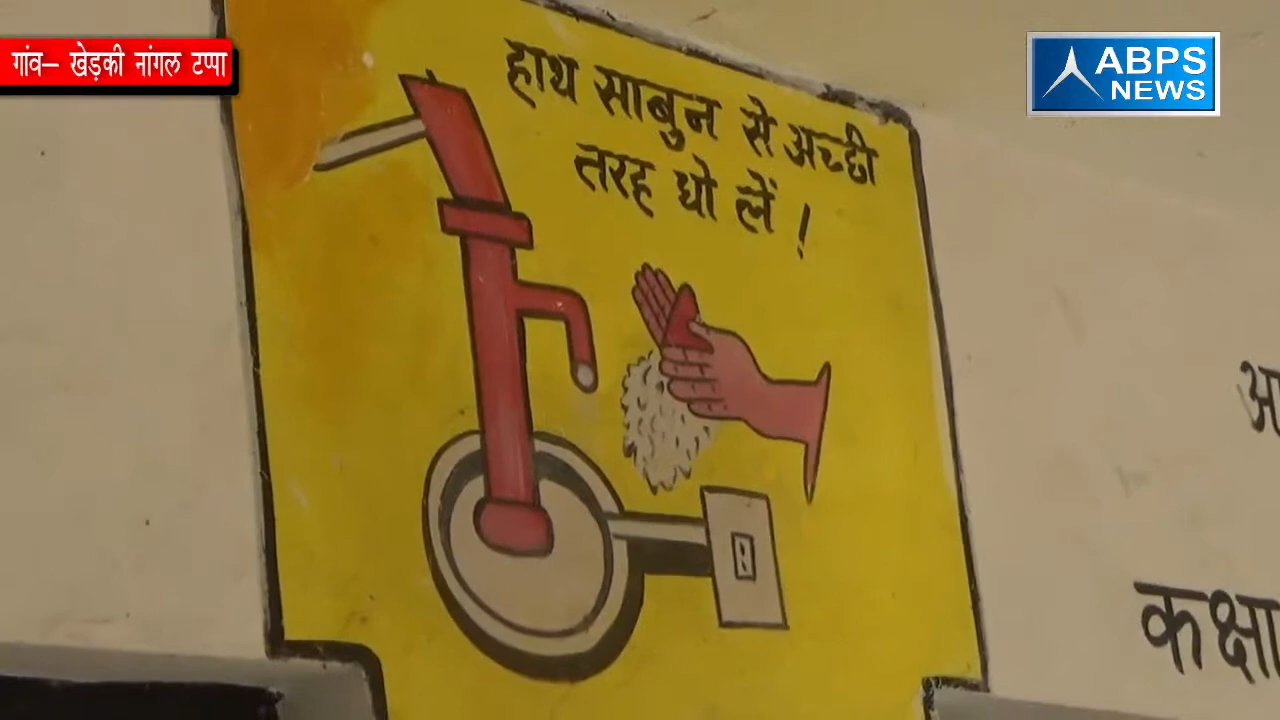 गांव– खेड़की नांगल टप्पा
ABPS
NEWS
हाथ साबुन से अच्छी
तरह धो लें !
कक्षा